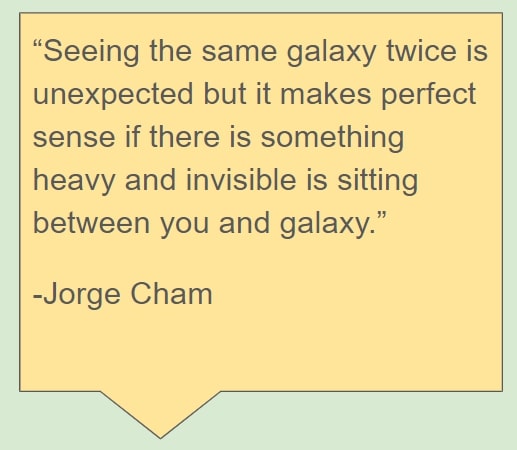 “Seeing the same galaxy twice is
unexpected but it makes perfect
sense if there is something
heavy and invisible is sitting
between you and galaxy.”
-Jorge Cham